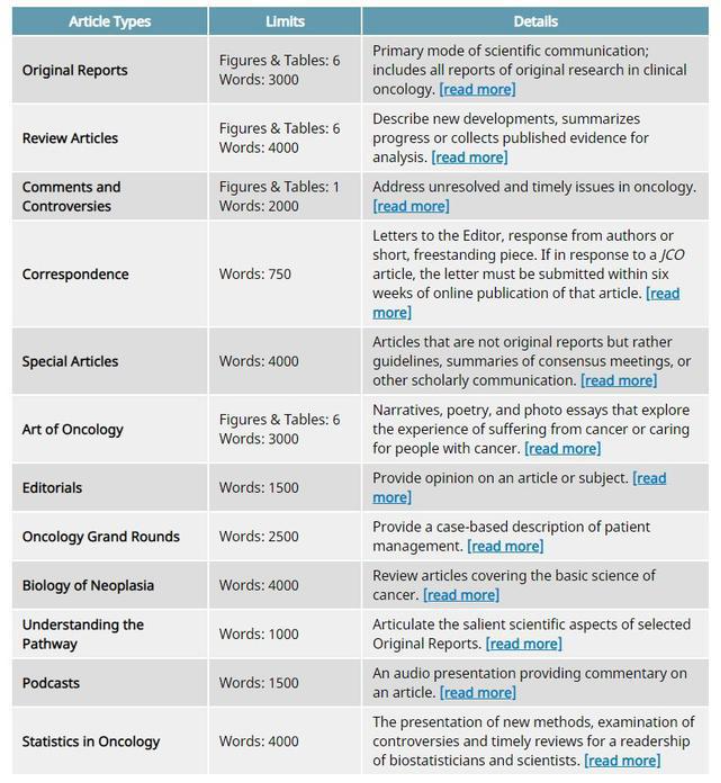 Article Types Limits Details
Original Reports
Figures & Tables: 6
Words: 3000
Primary mode of scientific communication;
includes all reports of original research in clinical
oncology. [read more]
Review Articles
Figures & Tables: 6
Words: 4000
Describe new developments, summarizes
progress or collects published evidence for
analysis. [read more]
Comments and
Controversies
Figures & Tables: 1
Words: 2000
Address unresolved and timely issues in oncology.
[read more]
Correspondence
Words: 750
Letters to the Editor, response from authors or
short, freestanding piece. If in response to a JCO
article, the letter must be submitted within six
weeks of online publication of that article. [read
more]
Special Articles
Words: 4000
Articles that are not original reports but rather
guidelines, summaries of consensus meetings, or
other scholarly communication. [read more]
Art of Oncology
Figures & Tables: 6
Words: 3000
Narratives, poetry, and photo essays that explore
the experience of suffering from cancer or caring
for people with cancer. [read more]
Editorials
Words: 1500
Provide opinion on an article or subject. [read
more]
Oncology Grand Rounds
Words: 2500
Provide a case-based description of patient
management. [read more]
Biology of Neoplasia
Words: 4000
Review articles covering the basic science of
cancer. [read more]
Understanding the
Pathway
Words: 1000
Articulate the salient scientific aspects of selected
Original Reports. [read more]
Podcasts
Words: 1500
An audio presentation providing commentary on
an article. [read more]
Statistics in Oncology
Words: 4000
The presentation of new methods, examination of
controversies and timely reviews for a readership
of biostatisticians and scientists. [read more]